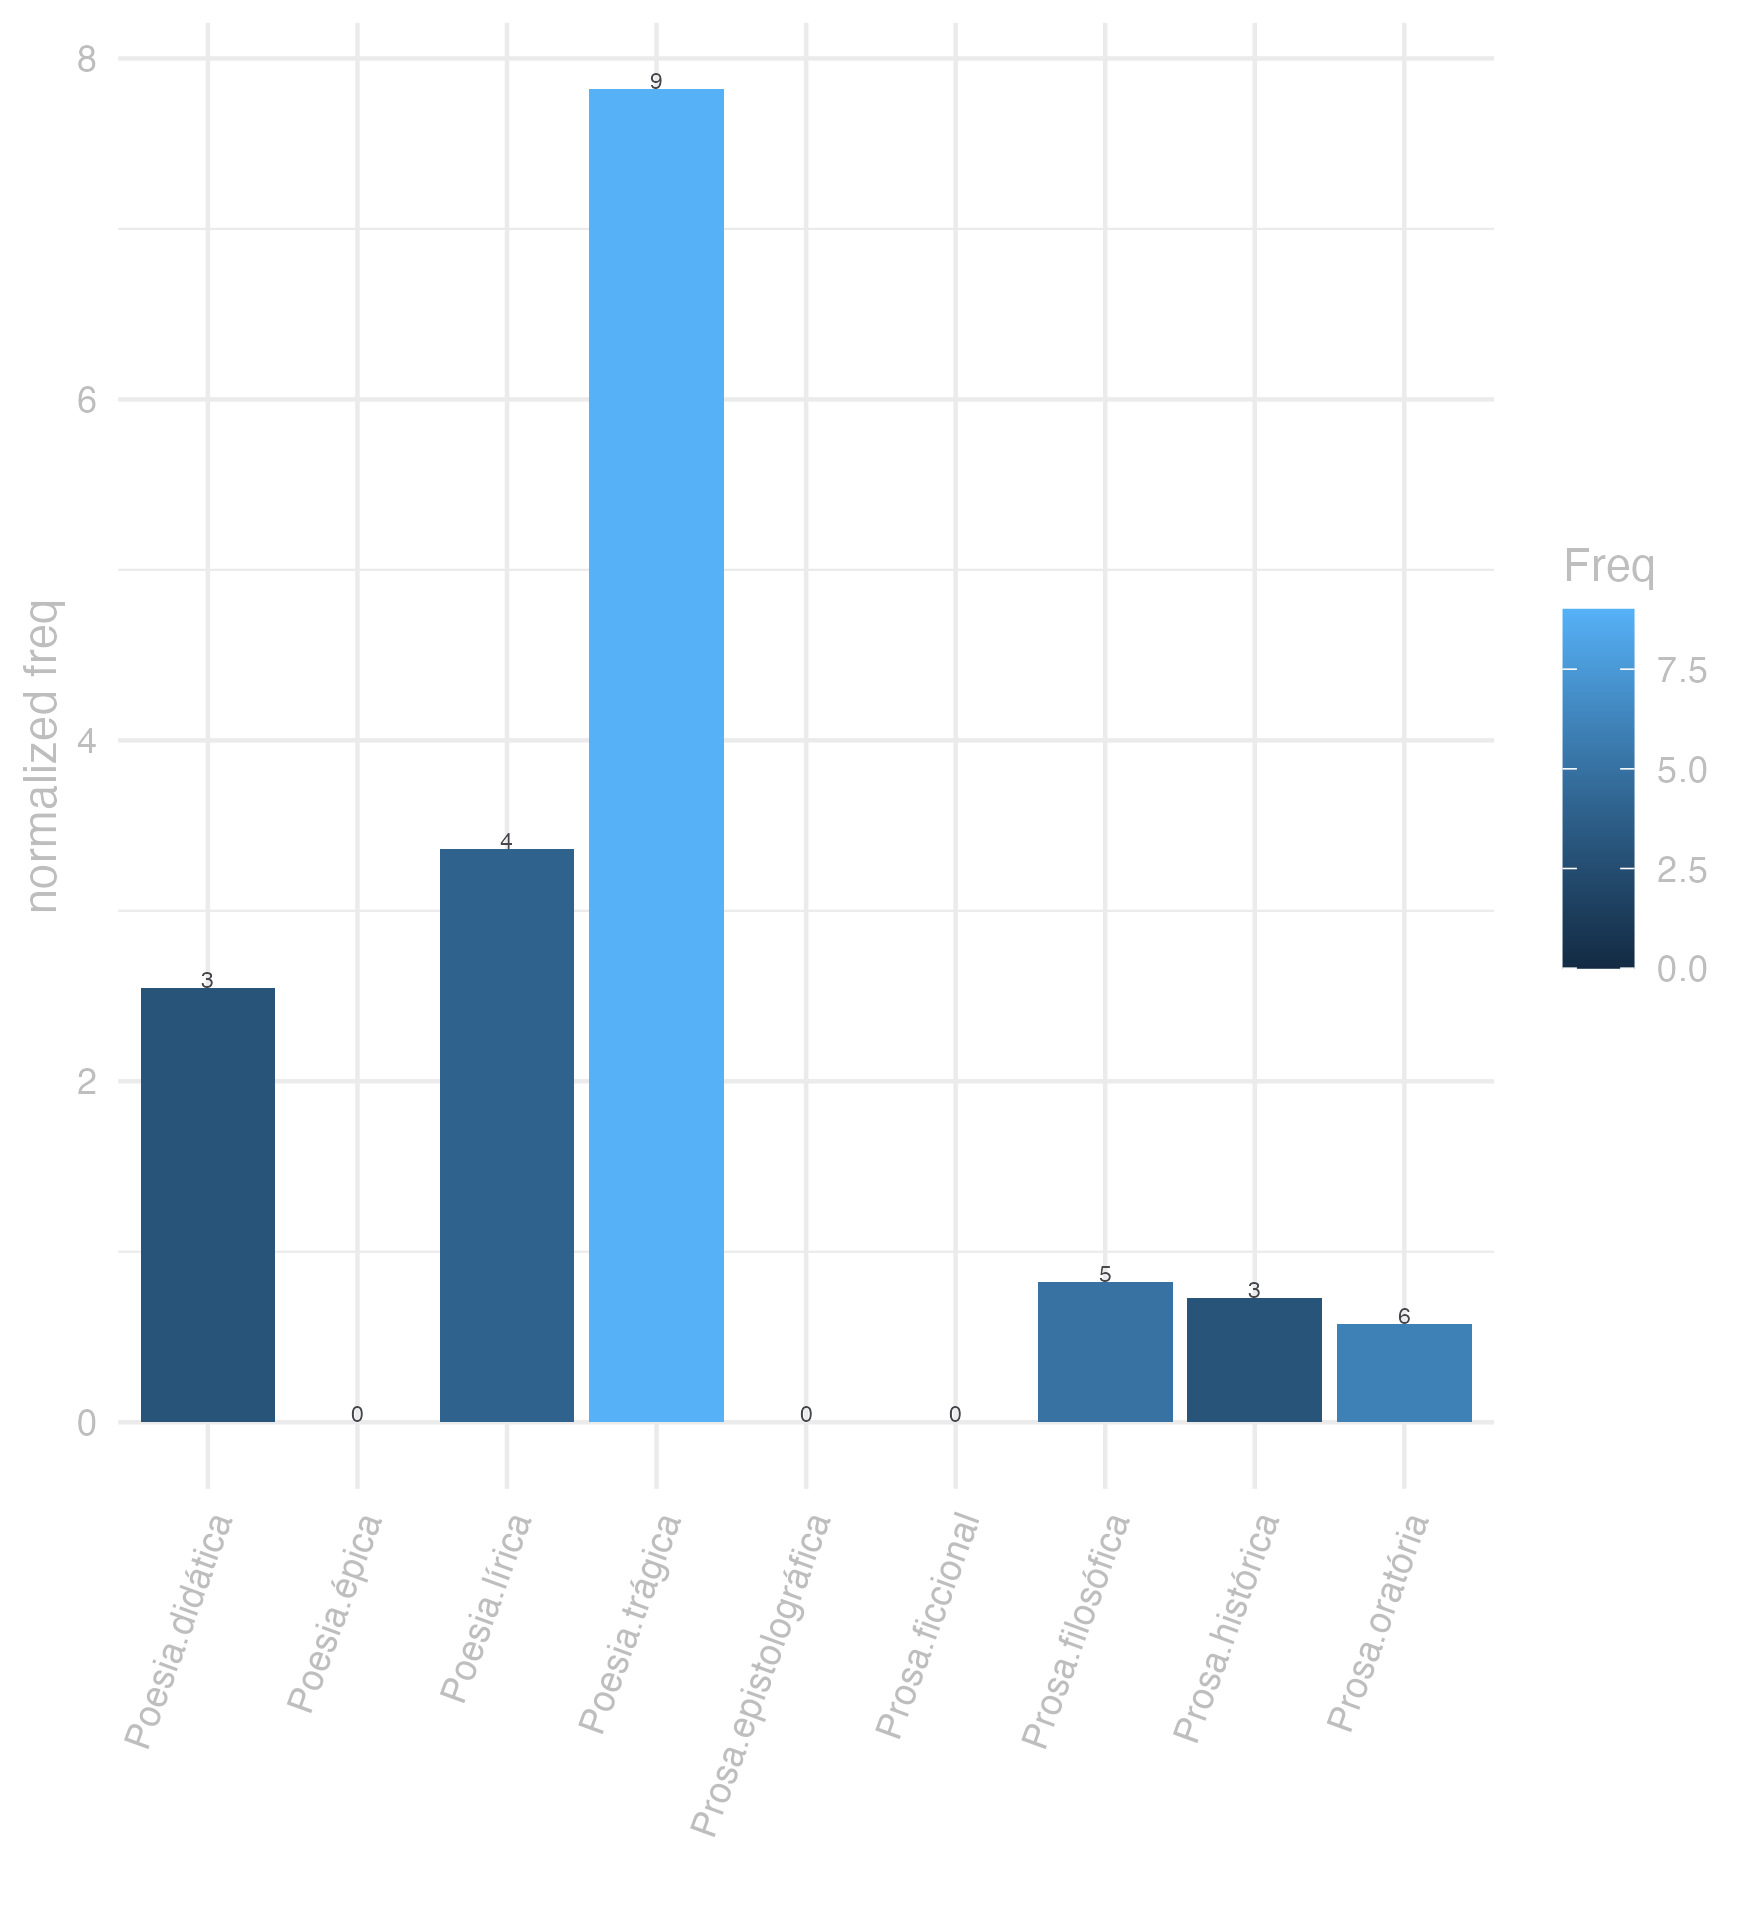 normalized freq
8
6
4
2
0
3
0
4
9
0
0
5
3
6
Poesia.didática
Poesia.épica
Poesia.lírica
Poesia.trágica
Prosa.epistolográfica
Prosa.ficcional
Prosa.filosófica
Prosa.histórica
Prosa.oratória
Freq
7.5
5.0
2.5
0.0